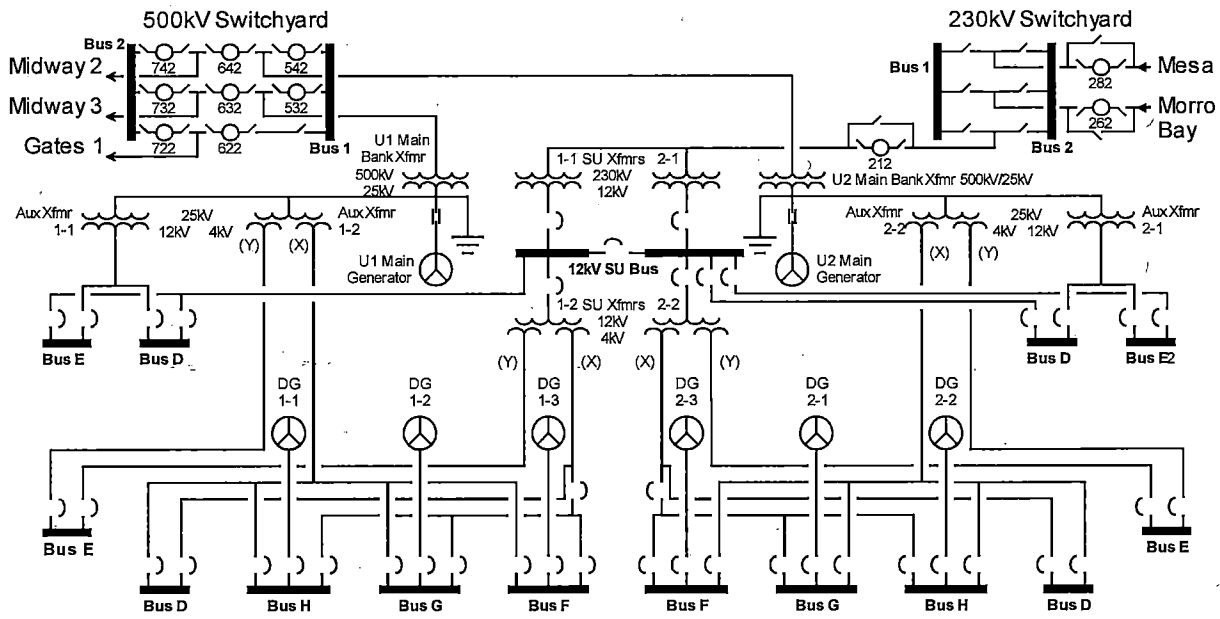 500kV Switchyard
230kV Switchyard
Bus 2
742
642
542
Midway 2
732
632
532
Midway 3
722
622
Gates 1
Bus 1
Bus 1
Mesa
282
Morro
Bay
262
Bus 2
U1 Main
Bank Xfmr
500kV
25kV
1-1 SU Xfmrs 2-1
230kV
12kV
212
U2 Main Bank Xfmr 500kV/25kV
Aux Xfmr
1-1
25kV
12kV 4kV
(Y)
(X)
Aux Xfmr
1-2
U1 Main
Generator
12kV SU Bus
U2 Main
Generator
Aux Xfmr
2-2
(X)
(Y)
25kV
4kV 12kV
Aux Xfmr
2-1
1-2 SU Xfmrs 2-2
12kV
4kV
(Y)
(X)
(X)
(Y)
Bus E
Bus D
Bus D
Bus E2
DG
1-1
DG
1-2
DG
1-3
DG
2-3
DG
2-1
DG
2-2
Bus E
Bus E
Bus D
Bus H
Bus G
Bus F
Bus F
Bus G
Bus H
Bus D